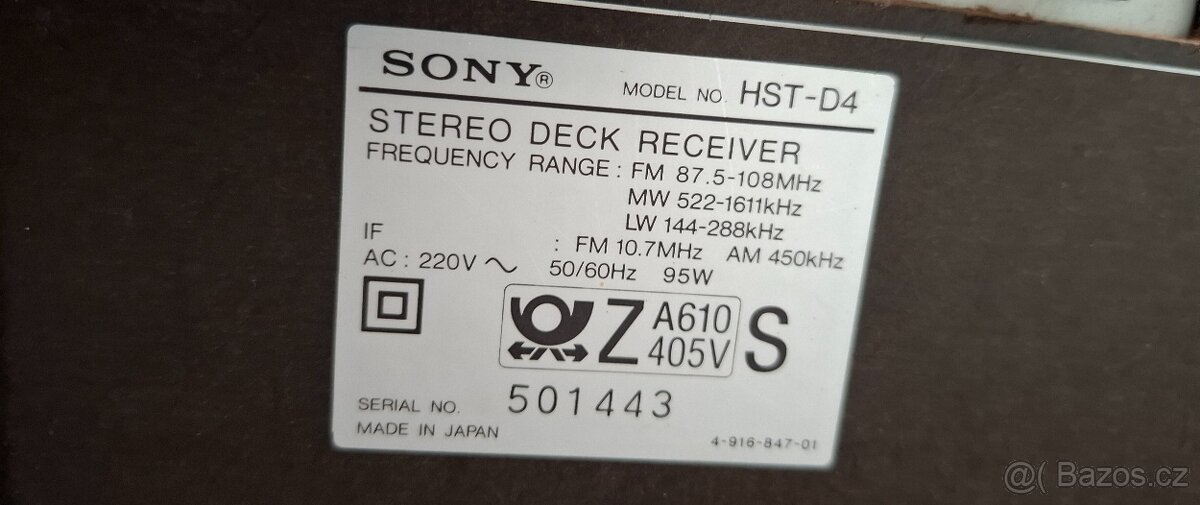 SONY®
MODEL NO. HST-D4
STEREO DECK RECEIVER
FREQUENCY RANGE : FM 87.5-108MHz
MW 522-1611kHz
LW 144-288kHz
IF : FM 10.7MHz AM 450kHz
AC : 220V ~ 50/60Hz 95W
Z A610 S
405V
SERIAL NO. 501443
MADE IN JAPAN
4-916-847-01
@( Bazos.cz